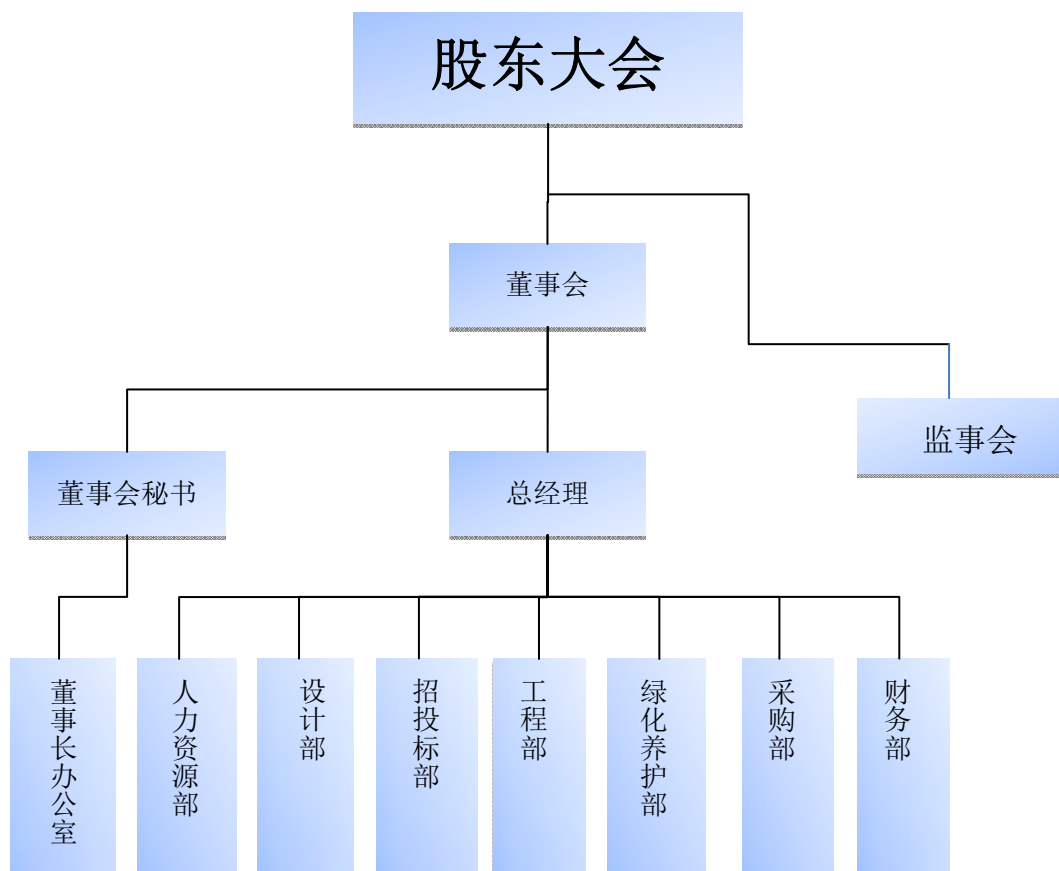 股东大会
董事会
监事会
董事会秘书
总经理
董事长办公室
人力资源部
设计部
招投标部
工程部
绿化养护部
采购部
财务部